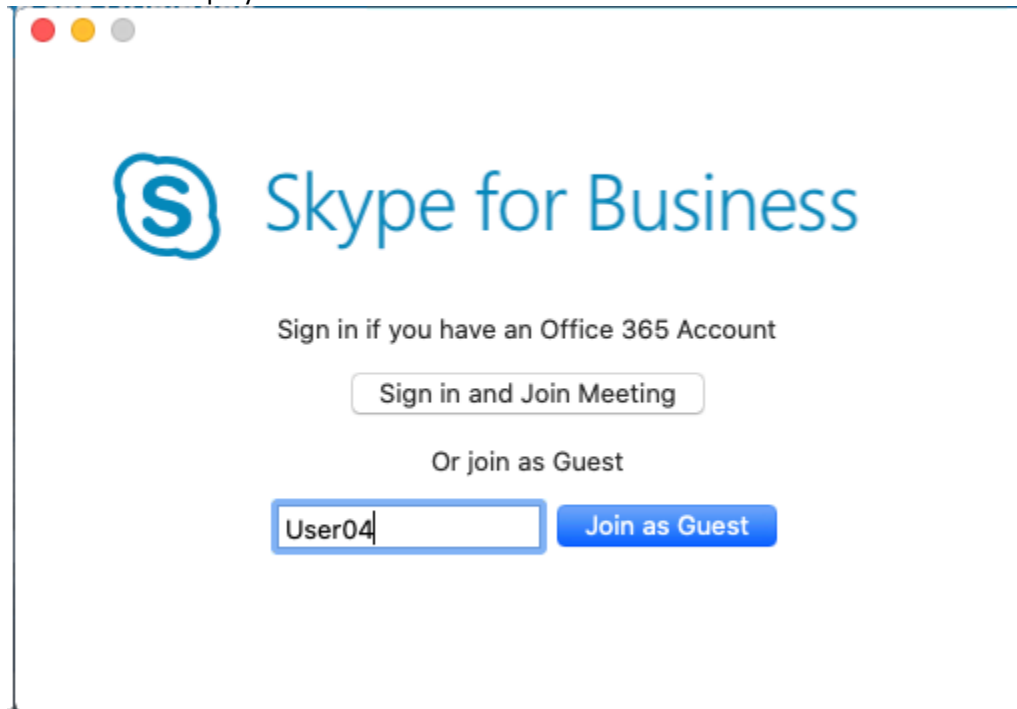 Skype for Business
Sign in if you have an Office 365 Account
Sign in and Join Meeting
Or join as Guest
User04 Join as Guest